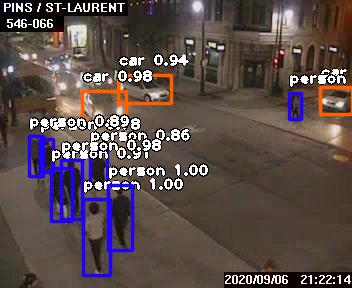 PINS / ST-LAURENT
546-066
car 0.94
car 0.98
person
car
person 0.89
person 0.86
person 0.98
person 0.91
person 1.00
person 1.00
2020/09/06 21:22:14